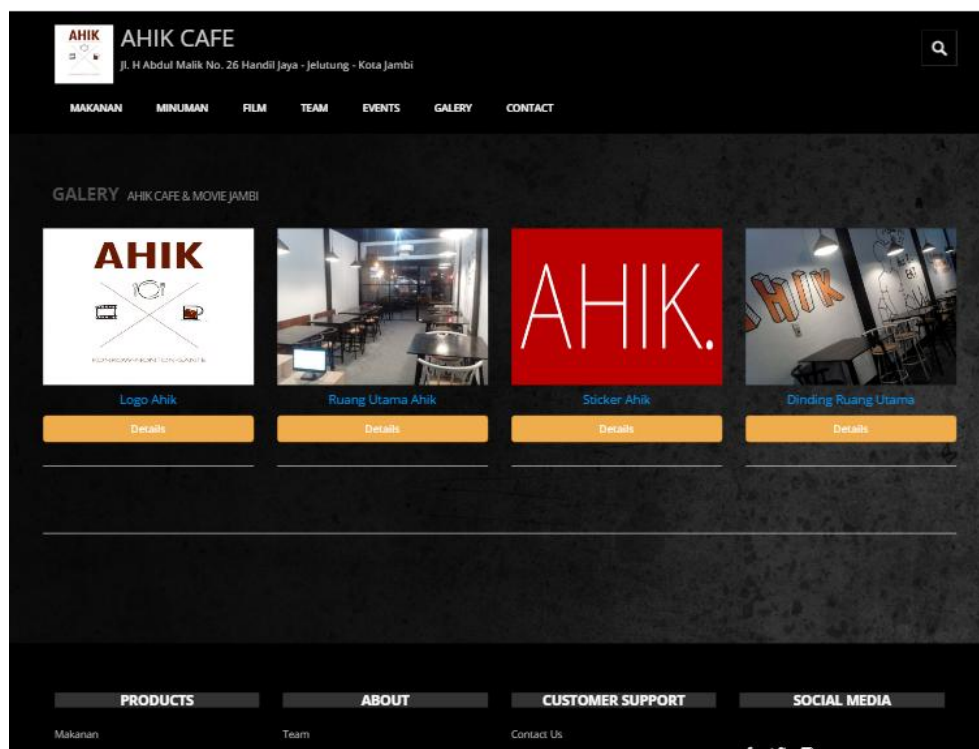 AHIK
AHIK CAFE
Jl. H Abdul Malik No. 26 Handil Jaya - Jelutung - Kota Jambi
MAKANAN MINUMAN FILM TEAM EVENTS GALERY CONTACT
GALERY AHIK CAFE & MOVIE JAMBI
AHIK
AHIK.
AHIK
Logo Ahik
Ruang Utama Ahik
Sticker Ahik
Dinding Ruang Utama
Details
Details
Details
Details
PRODUCTS
ABOUT
CUSTOMER SUPPORT
SOCIAL MEDIA
Makanan
Team
Contact Us